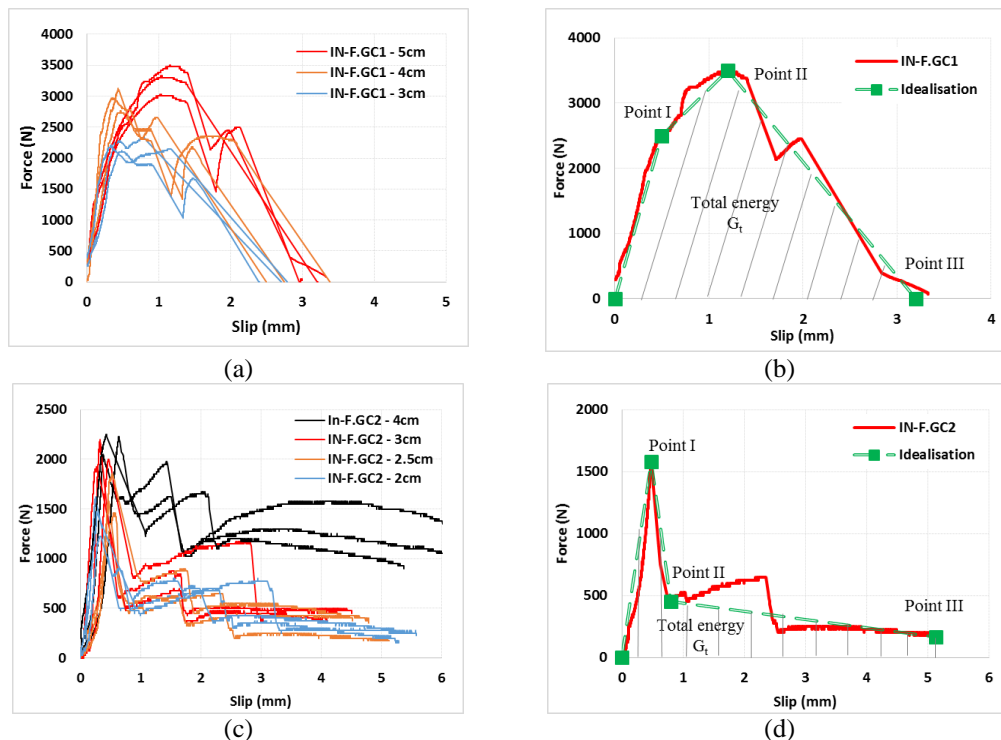 4000
3500
3000
2500
2000
1500
1000
500
0
0
1
2
3
4
5
Force (N)
Slip (mm)
IN-F.GC1 - 5cm
IN-F.GC1 - 4cm
IN-F.GC1 - 3cm
(a)
4000
3000
2000
1000
0
0
1
2
3
4
Force (N)
Slip (mm)
IN-F.GC1
Idealisation
Point I
Point II
Point III
Total energy
Gt
(b)
2500
2000
1500
1000
500
0
0
1
2
3
4
5
6
Force (N)
Slip (mm)
In-F.GC2 - 4cm
IN-F.GC2 - 3cm
IN-F.GC2 - 2.5cm
IN-F.GC2 - 2cm
(c)
2000
1500
1000
500
0
0
1
2
3
4
5
6
Force (N)
Slip (mm)
IN-F.GC2
Idealisation
Point I
Point II
Point III
Total energy
Gt
(d)